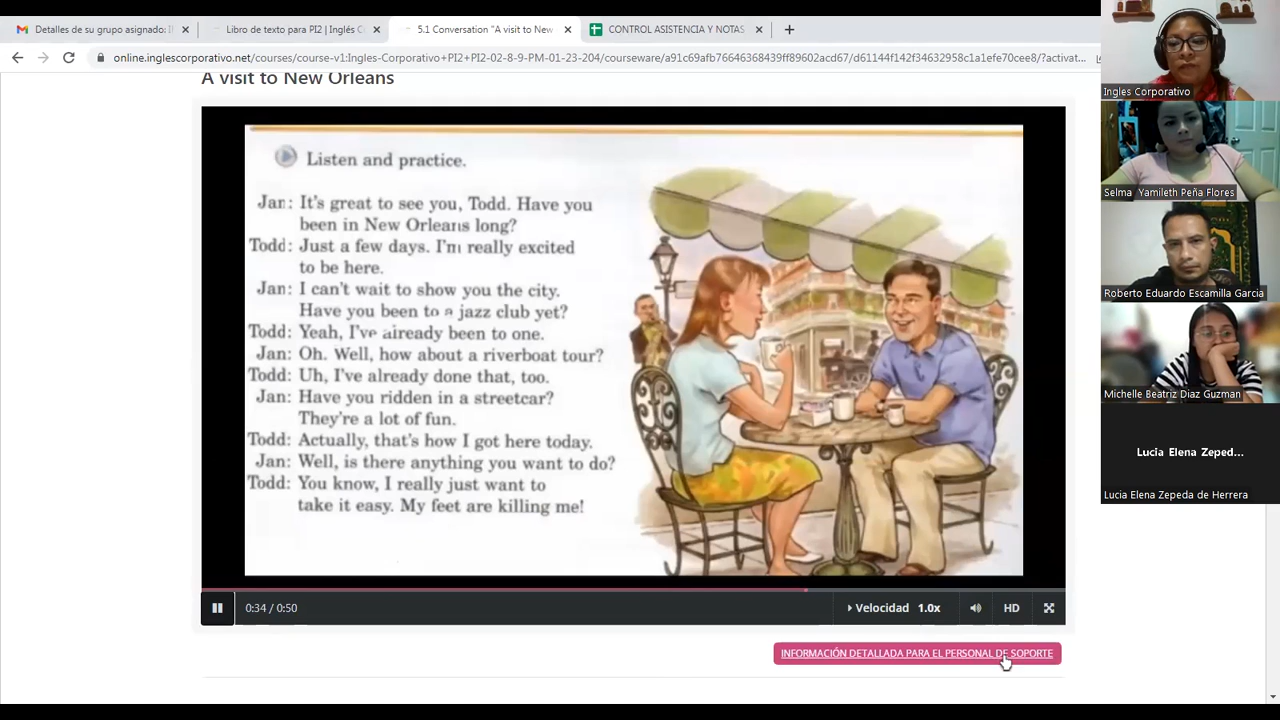 Detalles de su grupo asignado: I
Libro de texto para PI2 | Inglés C
5.1 Conversation "A visit to New
CONTROL ASISTENCIA Y NOTAS
online.inglescorporativo.net/courses/course-v1:Ingles-Corporativo+PI2+PI2-02-8-9-PM-01-23-204/courseware/a91c69afb76646368439ff89602acd67/d61144f142f34632958c1a1efe70cee8/?activat...
A visit to New Orleans
Listen and practice.
Jan: It's great to see you, Todd. Have you
been in New Orleans long?
Todd: Just a few days. I'm really excited
to be here.
Jan: I can't wait to show you the city.
Have you been to a jazz club yet?
Todd: Yeah, I've already been to one.
Jan: Oh. Well, how about a riverboat tour?
Todd: Uh, I've already done that, too.
Jan: Have you ridden in a streetcar?
They're a lot of fun.
Todd: Actually, that's how I got here today.
Jan: Well, is there anything you want to do?
Todd: You know, I really just want to
take it easy. My feet are killing me!
0:34 / 0:50
Velocidad 1.0x
HD
INFORMACIÓN DETALLADA PARA EL PERSONAL DE SOPORTE
Ingles Corporativo
Selma Yamileth Peña Flores
Roberto Eduardo Escamilla Garcia
Michelle Beatriz Diaz Guzman
Lucia Elena Zeped...
Lucia Elena Zepeda de Herrera